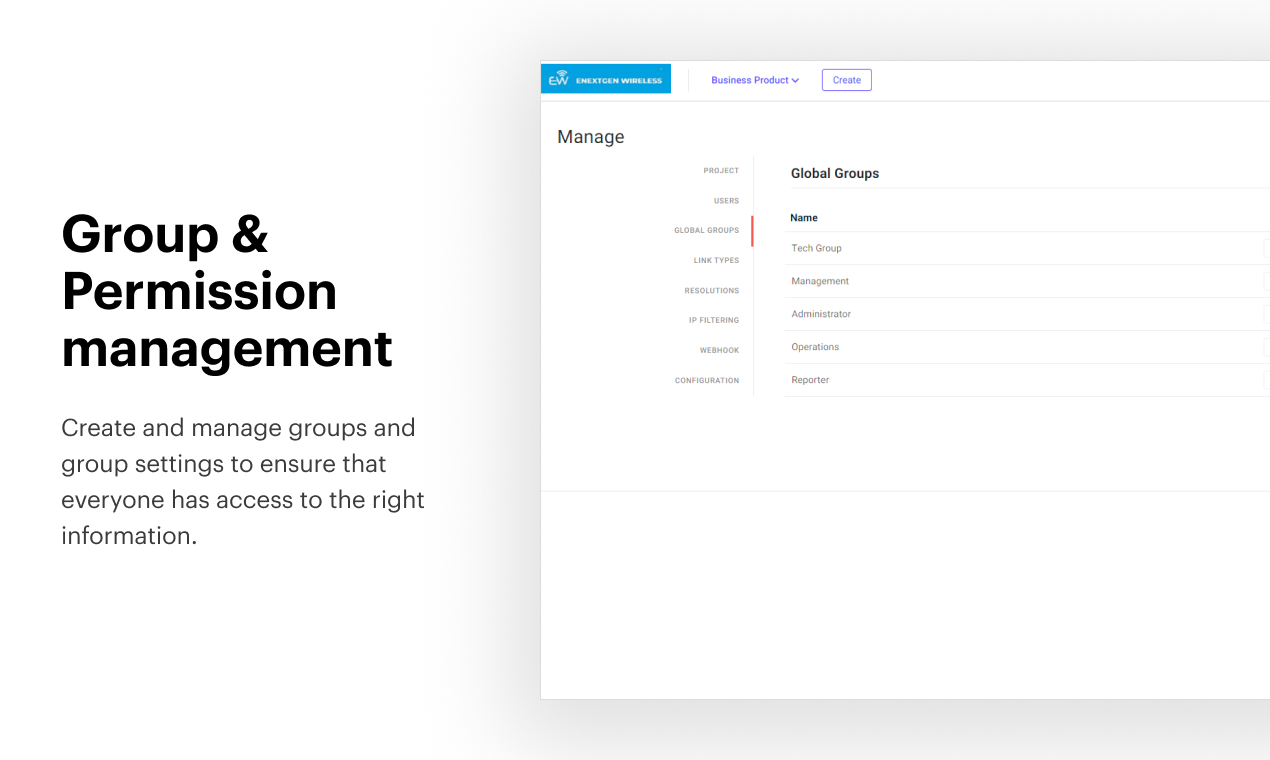 Group &
Permission
management
Create and manage groups and
group settings to ensure that
everyone has access to the right
information.
EW ENEXTGEN WIRELESS
Business Product
Create
Manage
PROJECT
USERS
GLOBAL GROUPS
LINK TYPES
RESOLUTIONS
IP FILTERING
WEBHOOK
CONFIGURATION
Global Groups
Name
Tech Group
Management
Administrator
Operations
Reporter